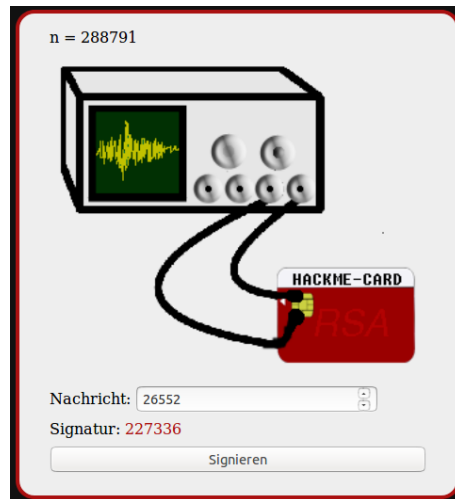 n = 288791
HACKME-CARD
RSA
Nachricht: 26552
Signatur: 227336
Signieren